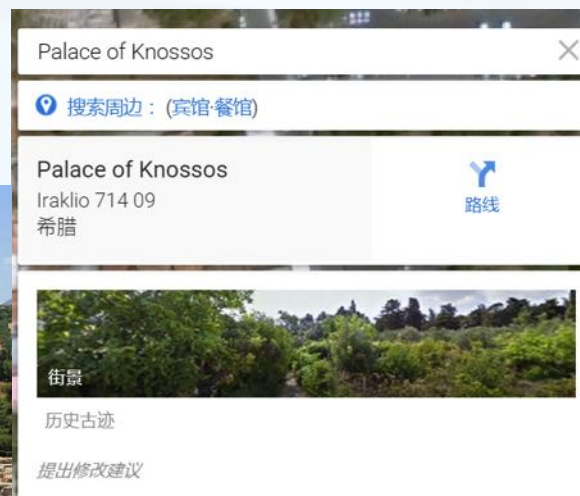 Palace of Knossos
搜索周边： (宾馆·餐馆)
Palace of Knossos
Iraklio 714 09
希腊
路线
街景
历史古迹
提出修改建议